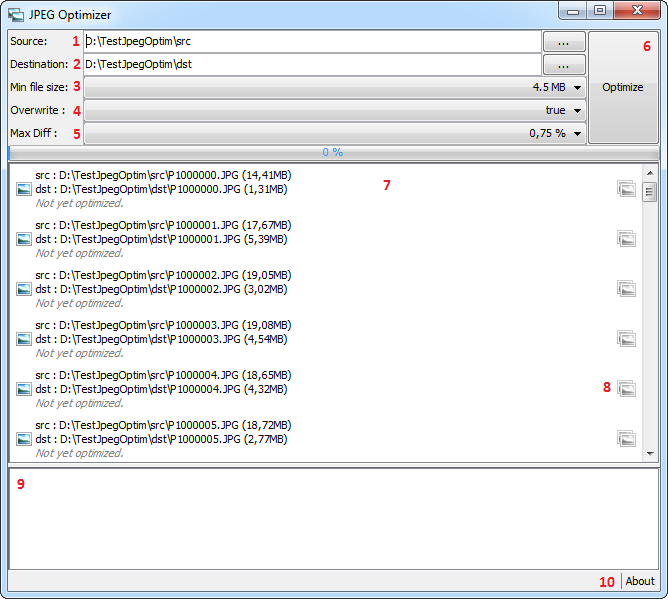 JPEG Optimizer
Source: 1 D:\TestJpegOptim\src ... 6
Destination: 2 D:\TestJpegOptim\dst ...
Min file size: 3 4.5 MB Optimize
Overwrite : 4 true
Max Diff : 5 0,75 %
0 %
src : D:\TestJpegOptim\src\P1000000.JPG (14,41MB) 7
dst : D:\TestJpegOptim\dst\P1000000.JPG (1,31MB)
Not yet optimized.
src : D:\TestJpegOptim\src\P1000001.JPG (17,67MB)
dst : D:\TestJpegOptim\dst\P1000001.JPG (5,39MB)
Not yet optimized.
src : D:\TestJpegOptim\src\P1000002.JPG (19,05MB)
dst : D:\TestJpegOptim\dst\P1000002.JPG (3,02MB)
Not yet optimized.
src : D:\TestJpegOptim\src\P1000003.JPG (19,08MB)
dst : D:\TestJpegOptim\dst\P1000003.JPG (4,54MB)
Not yet optimized.
src : D:\TestJpegOptim\src\P1000004.JPG (18,65MB)
dst : D:\TestJpegOptim\dst\P1000004.JPG (4,32MB) 8
Not yet optimized.
src : D:\TestJpegOptim\src\P1000005.JPG (18,72MB)
dst : D:\TestJpegOptim\dst\P1000005.JPG (2,77MB)
Not yet optimized.
9
10 About